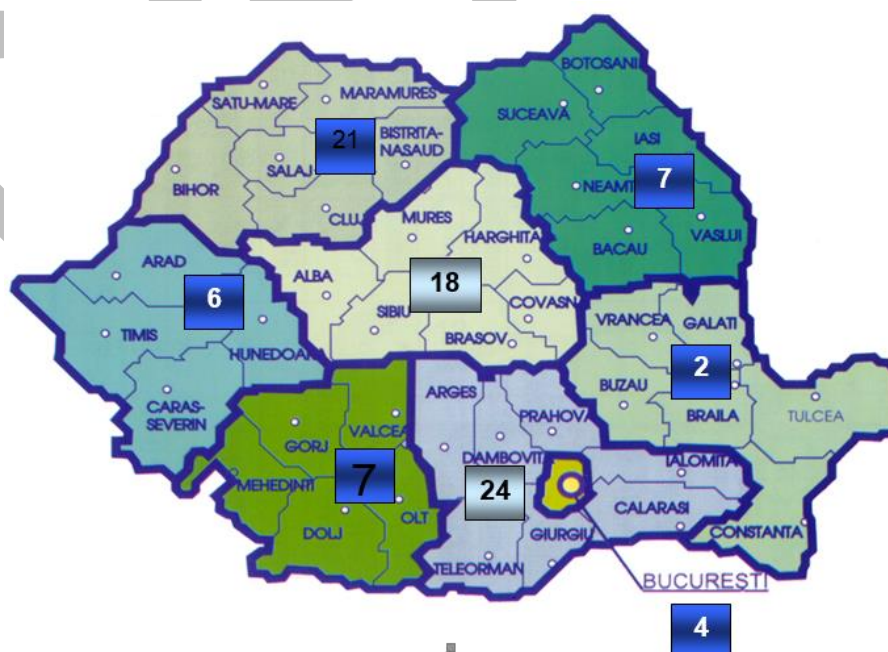 BOTOSANI
SATU-MARE
MARAMURES
SUCEAVA
21
BISTRITA-
NASAUD
IASI
SALAJ
7
NEAMT
BIHOR
CLUJ
MURES
VASLUI
HARGHITA
BACAU
ARAD
ALBA
18
6
COVASN
SIBIU
VRANCEA
GALATI
TIMIS
HUNEDOARA
BRASOV
2
BUZAU
ARGES
CARAS-
SEVERIN
PRAHOVA
BRAILA
TULCEA
VALCEA
GORJ
DAMBOVIT
IALOMITA
7
MEHEDINTI
24
CALARASI
OLT
DOLJ
GIURGIU
CONSTANTA
TELEORMAN
BUCURESTI
4